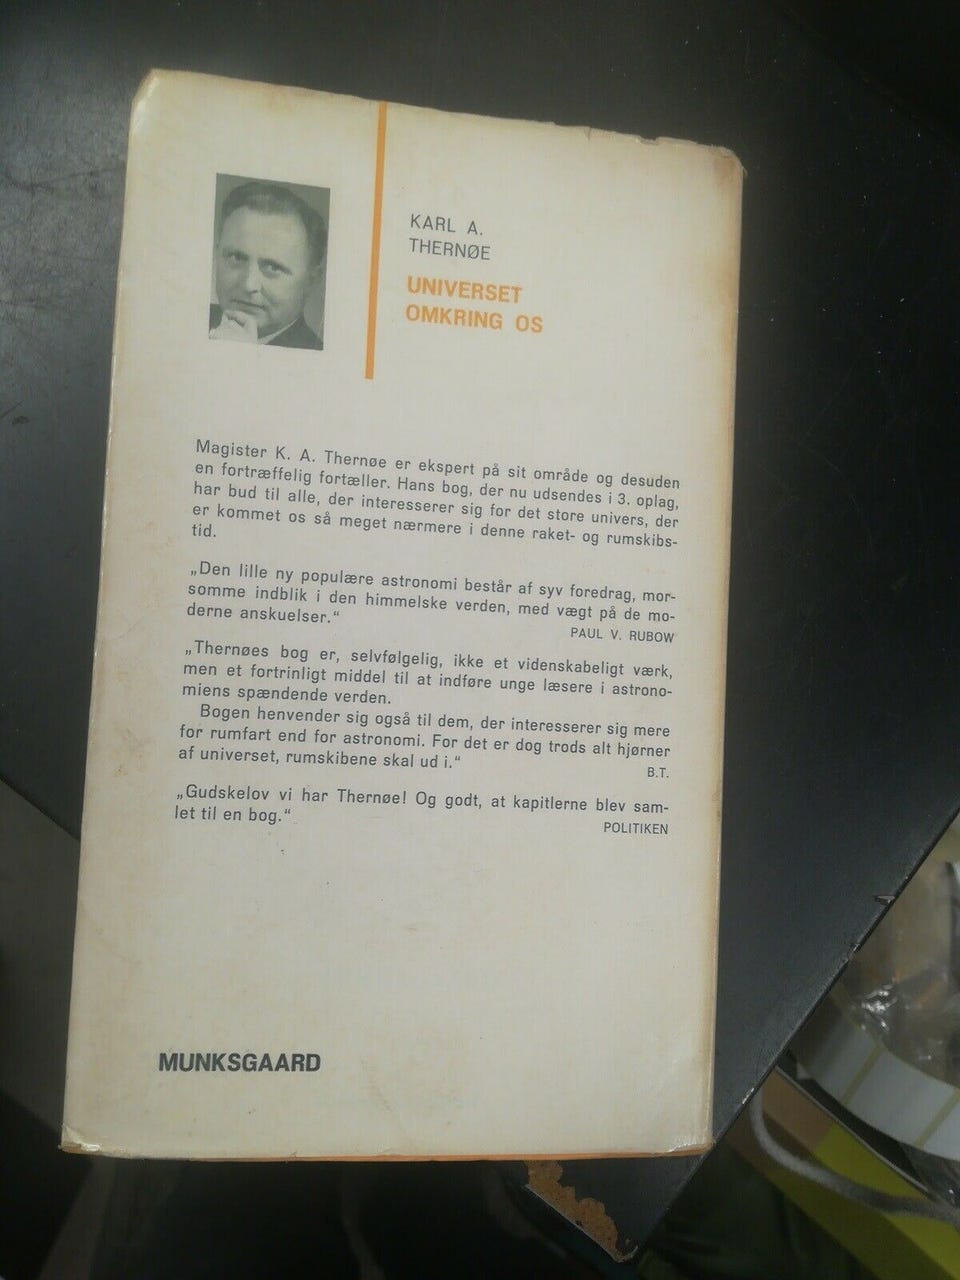 KARL A.
THERNØE
UNIVERSET
OMKRING OS
Magister K. A. Thernøe er ekspert på sit område og desuden
en fortræffelig fortæller. Hans bog, der nu udsendes i 3. oplag,
har bud til alle, der interesserer sig for det store univers, der
er kommet os så meget nærmere i denne raket- og rumskibs-
tid.
„Den lille ny populære astronomi består af syv foredrag, mor-
somme indblik i den himmelske verden, med vægt på de mo-
derne anskuelser.“
PAUL V. RUBOW
„Thernøes bog er, selvfølgelig, ikke et videnskabeligt værk,
men et fortrinligt middel til at indføre unge læsere i astrono-
miens spændende verden.
Bogen henvender sig også til dem, der interesserer sig mere
for rumfart end for astronomi. For det er dog trods alt hjørner
af universet, rumskibene skal ud i.“
B.T.
„Gudskelov vi har Thernøe! Og godt, at kapitlerne blev sam-
let til en bog.“
POLITIKEN
MUNKSGAARD